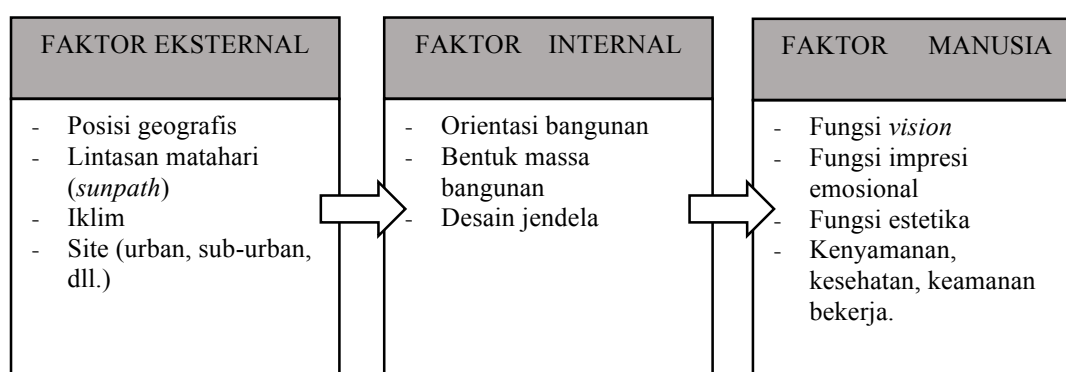 FAKTOR EKSTERNAL
- Posisi geografis
- Lintasan matahari
(sunpath)
- Iklim
- Site (urban, sub-urban,
dll.)
FAKTOR INTERNAL
- Orientasi bangunan
- Bentuk massa
bangunan
- Desain jendela
FAKTOR MANUSIA
- Fungsi vision
- Fungsi impresi
emosional
- Fungsi estetika
- Kenyamanan,
kesehatan, keamanan
bekerja.